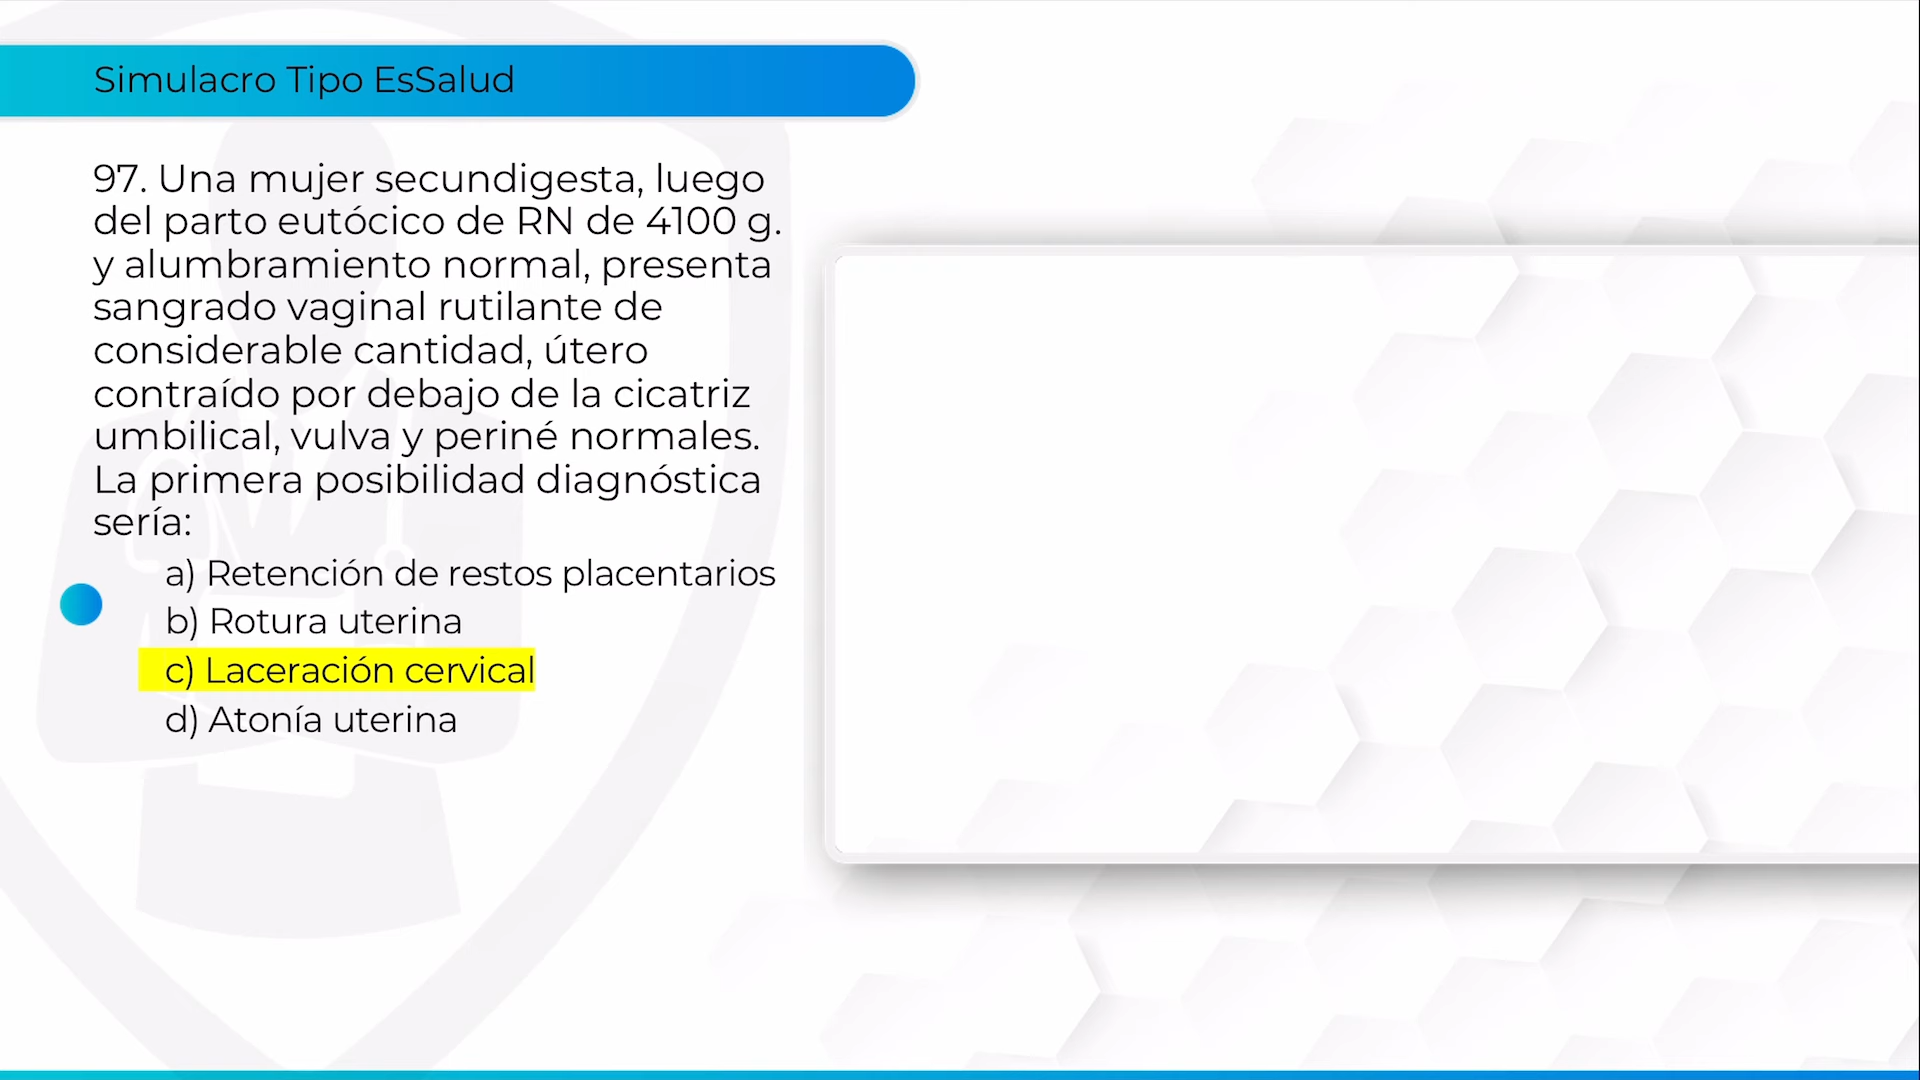 Simulacro Tipo EsSalud
97. Una mujer secundigesta, luego
del parto eutócico de RN de 4100 g.
y alumbramiento normal, presenta
sangrado vaginal rutilante de
considerable cantidad, útero
contraído por debajo de la cicatriz
umbilical, vulva y periné normales.
La primera posibilidad diagnóstica
sería:
a) Retención de restos placentarios
b) Rotura uterina
c) Laceración cervical
d) Atonía uterina